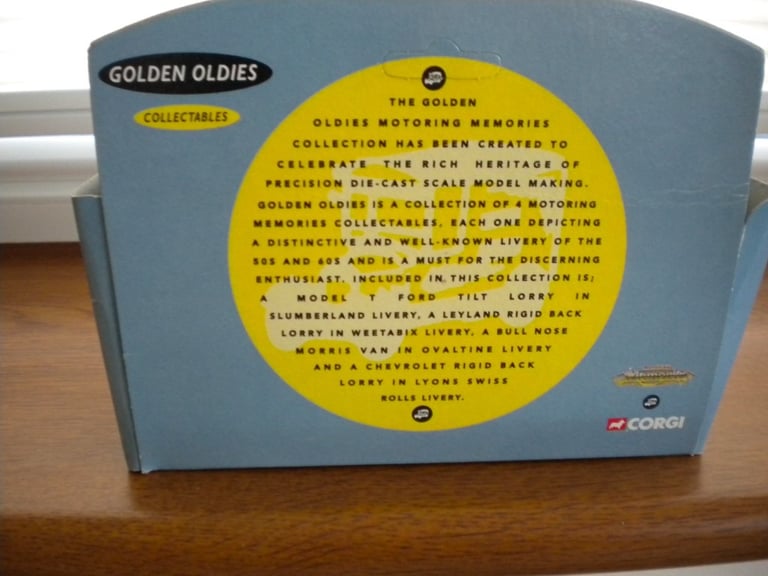 GOLDEN OLDIES
COLLECTABLES
THE GOLDEN
OLDIES MOTORING MEMORIES
COLLECTION HAS BEEN CREATED TO
CELEBRATE THE RICH HERITAGE OF
PRECISION DIE-CAST SCALE MODEL MAKING.
GOLDEN OLDIES IS A COLLECTION OF 4 MOTORING
MEMORIES COLLECTABLES, EACH ONE DEPICTING
A DISTINCTIVE AND WELL-KNOWN LIVERY OF THE
50S AND 60S AND IS A MUST FOR THE DISCERNING
ENTHUSIAST. INCLUDED IN THIS COLLECTION IS;
A MODEL T FORD TILT LORRY IN
SLUMBERLAND LIVERY, A LEYLAND RIGID BACK
LORRY IN WEETABIX LIVERY, A BULL NOSE
MORRIS VAN IN OVALTINE LIVERY
AND A CHEVROLET RIGID BACK
LORRY IN LYONS SWISS
ROLLS LIVERY.
CORGI